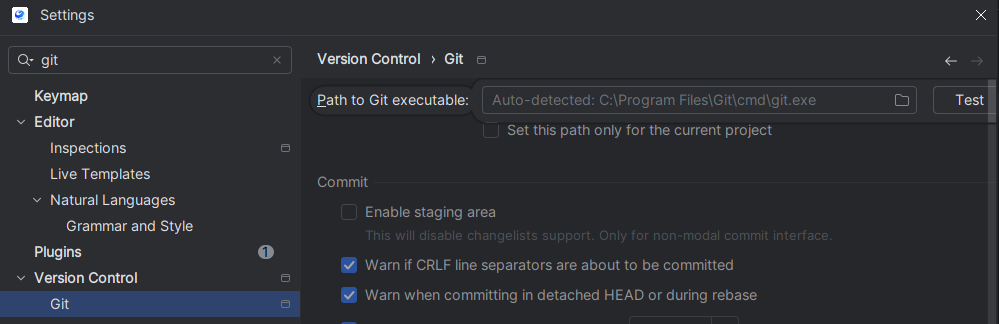 Settings
git
Keymap
Editor
Inspections
Live Templates
Natural Languages
Grammar and Style
Plugins
1
Version Control
Git
Version Control › Git
Path to Git executable: Auto-detected: C:\Program Files\Git\cmd\git.exe Test
Set this path only for the current project
Commit
Enable staging area
This will disable changelists support. Only for non-modal commit interface.
Warn if CRLF line separators are about to be committed
Warn when committing in detached HEAD or during rebase